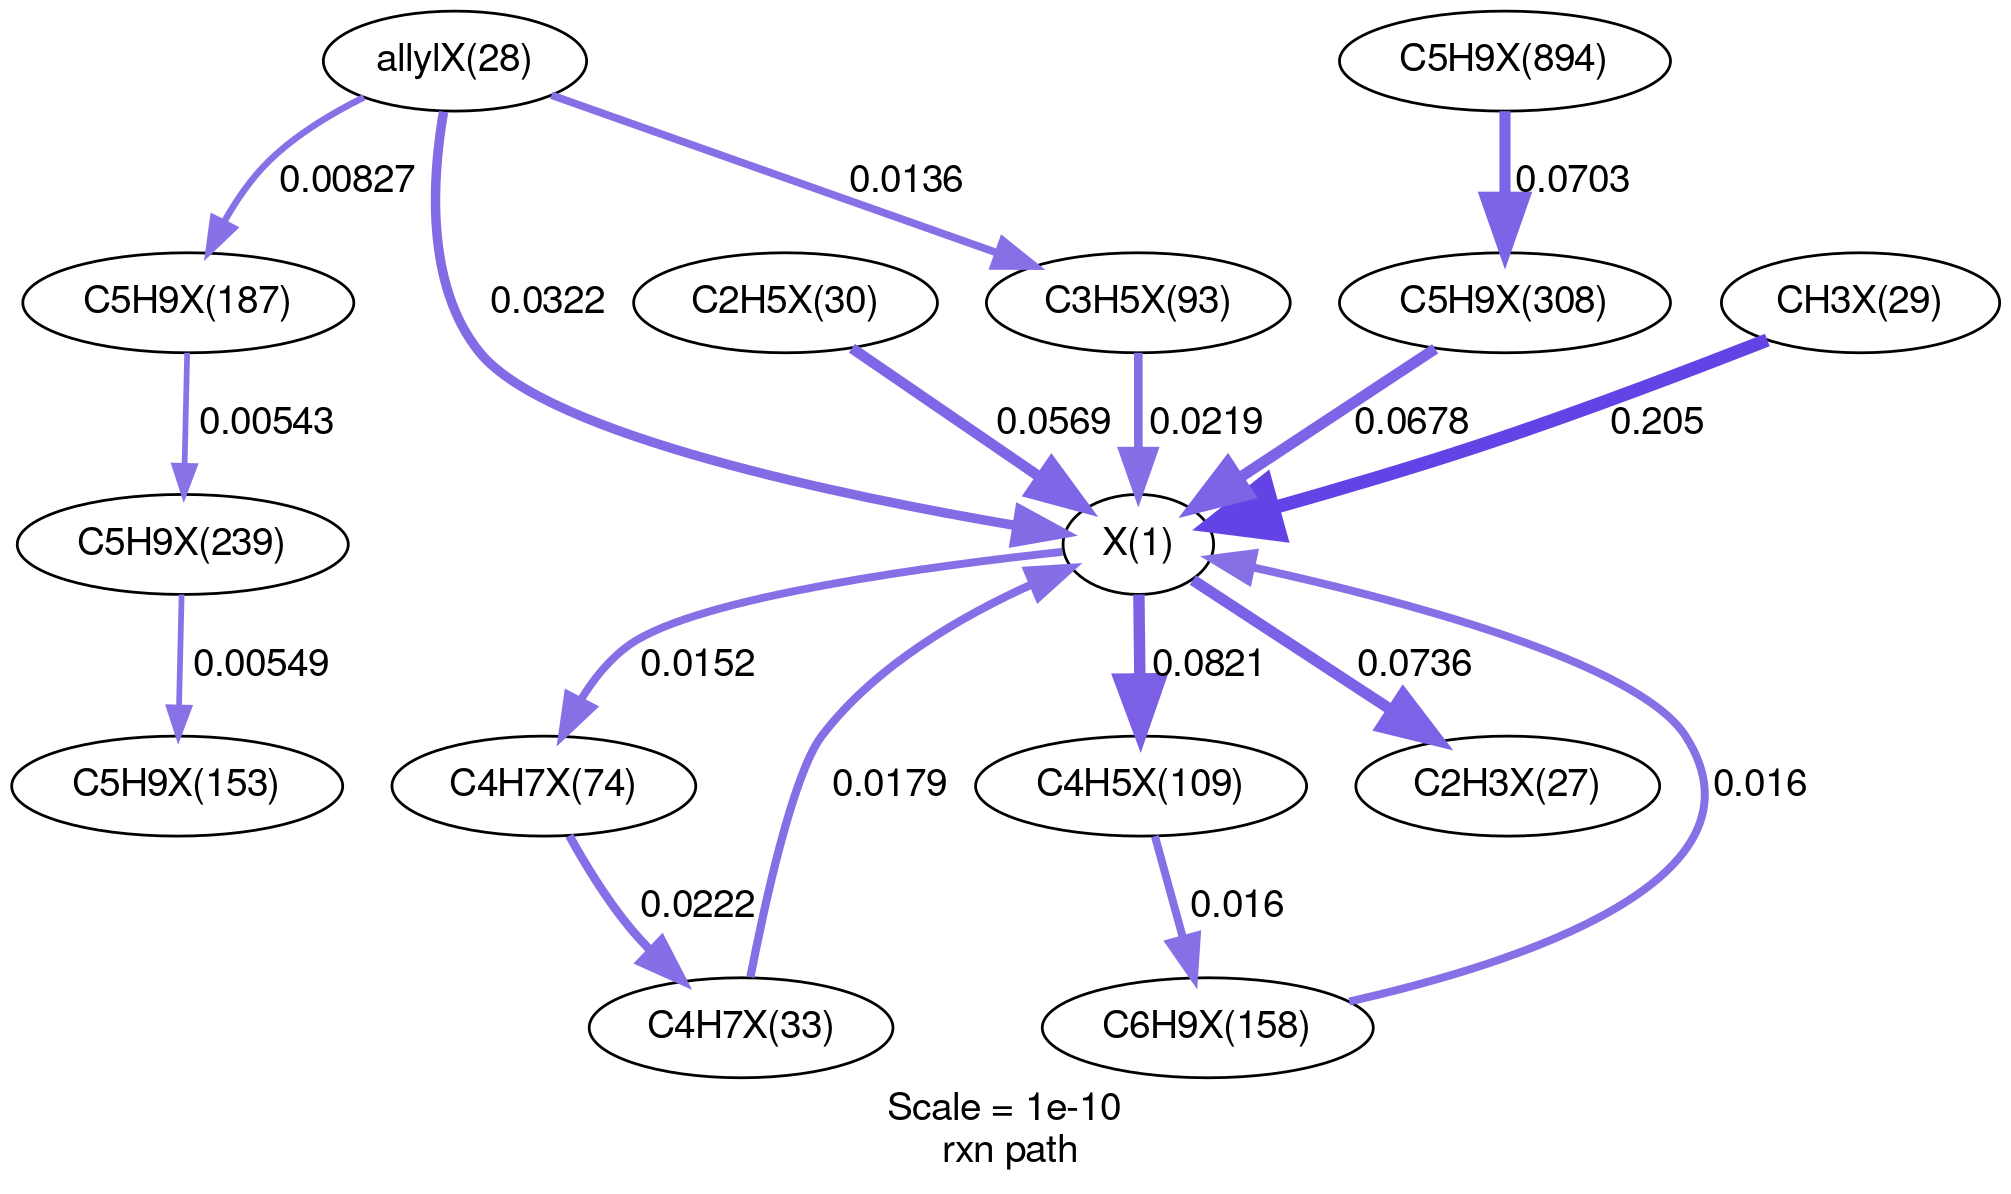 allylX(28)
C5H9X(894)
0.00827
0.0136
0.0703
C5H9X(187)
0.0322
C2H5X(30)
C3H5X(93)
C5H9X(308)
CH3X(29)
0.00543
0.0569
0.0219
0.0678
0.205
C5H9X(239)
X(1)
0.00549
0.0152
0.0821
0.0736
C5H9X(153)
C4H7X(74)
0.0179
C4H5X(109)
C2H3X(27)
0.016
0.0222
0.016
C4H7X(33)
C6H9X(158)
Scale = 1e-10
rxn path